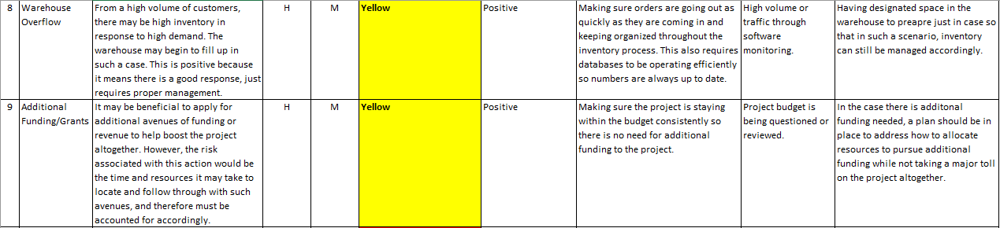 8
Warehouse
Overflow
From a high volume of customers,
there may be high inventory in
response to high demand. The
warehouse may begin to fill up in
such a case. This is positive because
it means there is a good response, just
requires proper management.
H
M
Yellow
Positive
Making sure orders are going out as
quickly as they are coming in and
keeping organized throughout the
inventory process. This also requires
databases to be operating efficiently
so numbers are always up to date.
High volume or
traffic through
software
monitoring.
Having designated space in the
warehouse to preapre just in case so
that in such a scenario, inventory
can still be managed accordingly.
9
Additional
Funding/Grants
It may be beneficial to apply for
additional avenues of funding or
revenue to help boost the project
altogether. However, the risk
associated with this action would be
the time and resources it may take to
locate and follow through with such
avenues, and therefore must be
accounted for accordingly.
H
M
Yellow
Positive
Making sure the project is staying
within the budget consistently so
there is no need for additional
funding to the project.
Project budget is
being questioned or
reviewed.
In the case there is additonal
funding needed, a plan should be in
place to address how to allocate
resources to pursue additional
funding while not taking a major toll
on the project altogether.